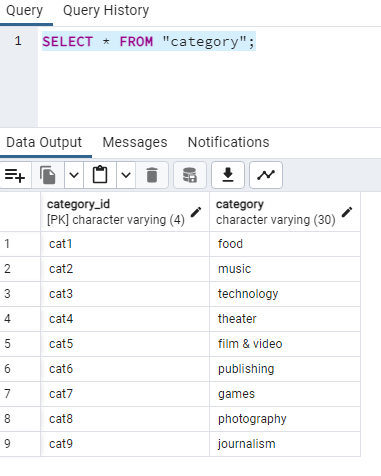 Query Query History
1 SELECT * FROM "category";
Data Output Messages Notifications
category_id category
[PK] character varying (4) character varying (30)
1 cat1 food
2 cat2 music
3 cat3 technology
4 cat4 theater
5 cat5 film & video
6 cat6 publishing
7 cat7 games
8 cat8 photography
9 cat9 journalism